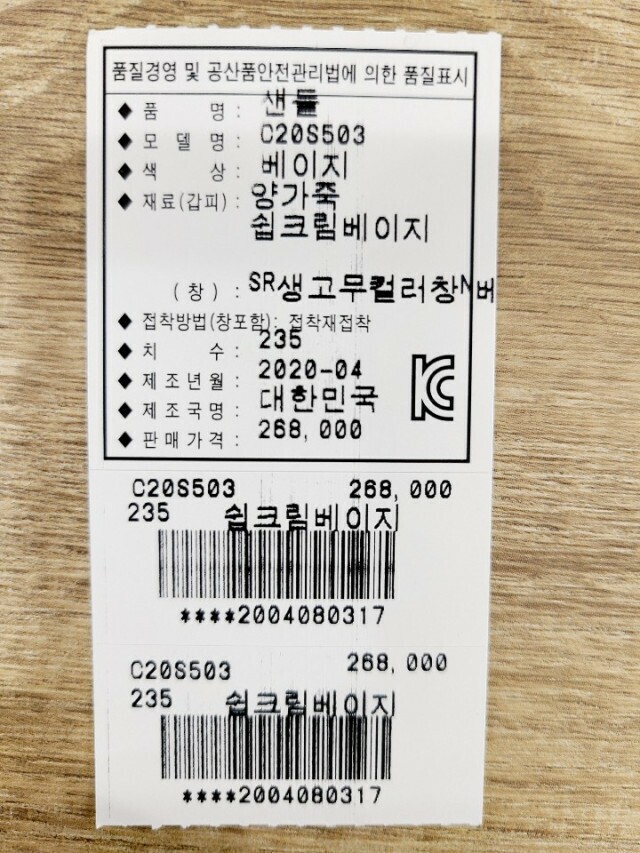 품질경영 및 공산품안전관리법에 의한 품질표시
◆ 품 명 : 샌들
◆ 모 델 명 : C20S503
◆ 색 상 : 베이지
◆ 재료(갑피) : 양가죽
쉽크림베이지
(창) : SR생고무컬러창N베
◆ 접착방법(창포함) : 접착재접착
◆ 치 수 : 235
◆ 제 조 년 월 : 2020-04
◆ 제 조 국 명 : 대한민국
◆ 판 매 가 격 : 268,000
C20S503 268,000
235 쉽크림베이지
****2004080317
C20S503 268,000
235 쉽크림베이지
****2004080317